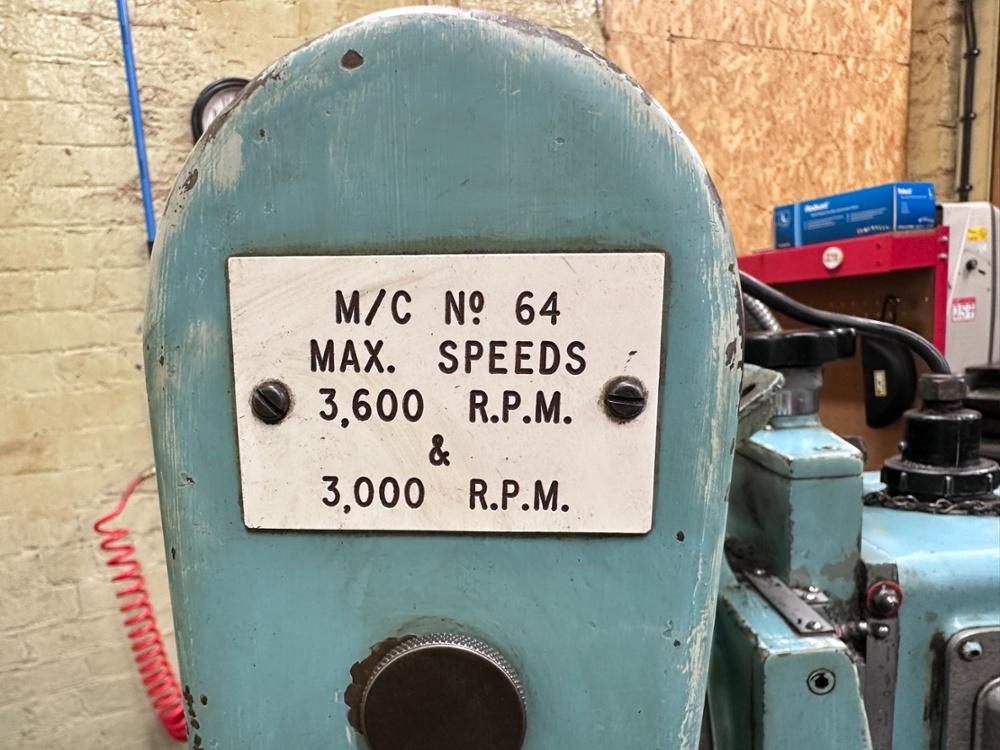 M/C Nº 64
MAX. SPEEDS
3,600 R.P.M.
&
3,000 R.P.M.